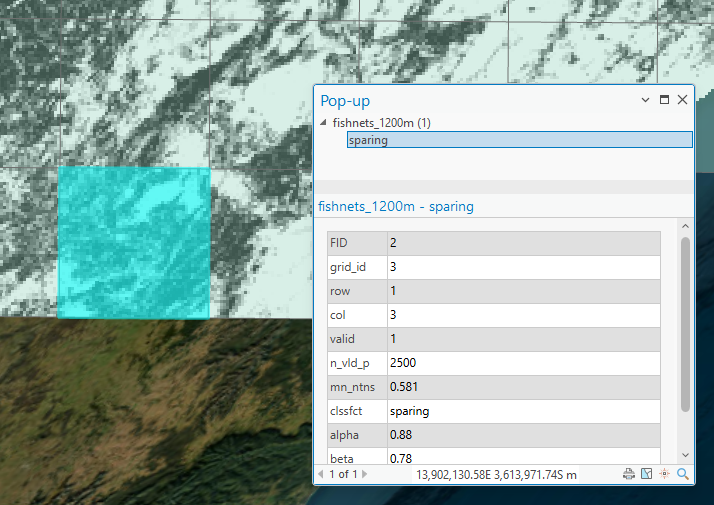 Pop-up
fishnets_1200m (1)
sparing
fishnets_1200m - sparing
FID 2
grid_id 3
row 1
col 3
valid 1
n_vld_p 2500
mn_ntns 0.581
clssfct sparing
alpha 0.88
beta 0.78
1 of 1 13,902,130.58E 3,613,971.74S m